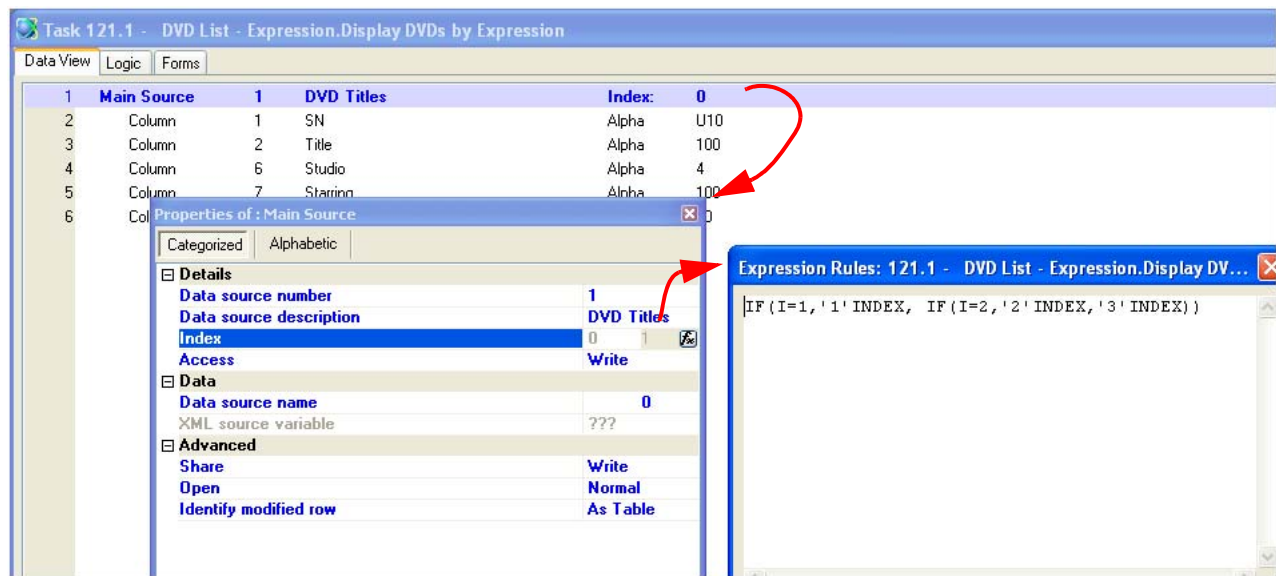 Task 121.1 - DVD List - Expression.Display DVDs by Expression
Data View Logic Forms
1 Main Source 1 DVD Titles Index: 0
2 Column 1 SN Alpha U10
3 Column 2 Title Alpha 100
4 Column 6 Studio Alpha 4
5 Column 7 Starring Alpha 100
6
Properties of : Main Source
Categorized Alphabetic
Details
Data source number 1
Data source description DVD Titles
Index 0 1
Access Write
Data
Data source name 0
XML source variable ???
Advanced
Share Write
Open Normal
Identify modified row As Table
Expression Rules: 121.1 - DVD List - Expression.Display DV...
IF(I=1,'1'INDEX, IF(I=2,'2'INDEX,'3'INDEX))